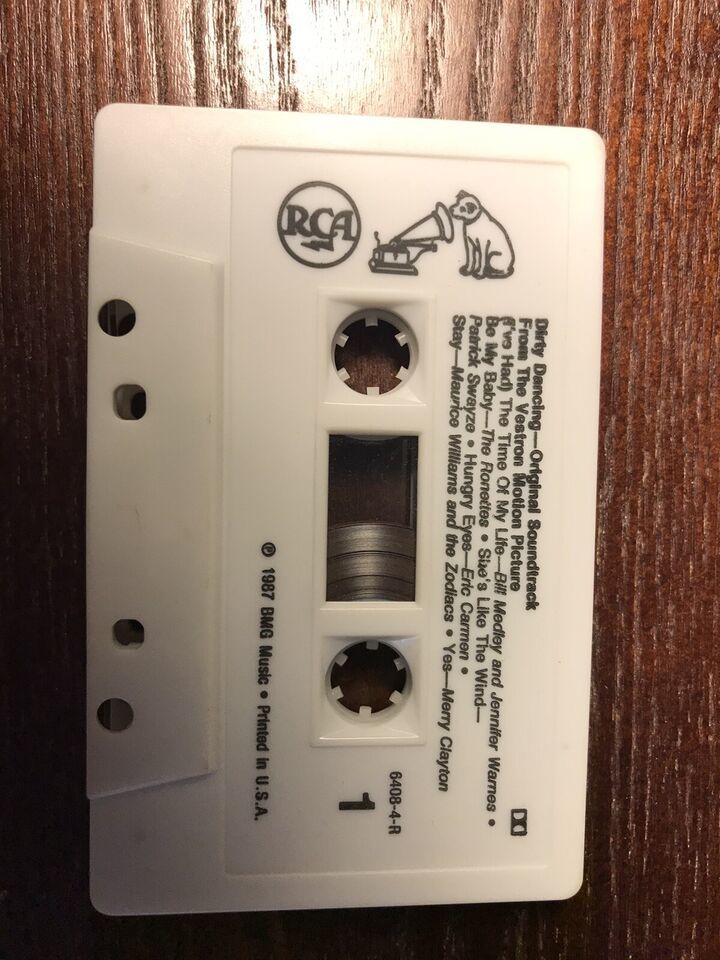 RCA
Dirty Dancing—Original Soundtrack
From The Vestron Motion Picture
(I've Had) The Time Of My Life—Bill Medley and Jennifer Warnes •
Be My Baby—The Ronettes • She's Like The Wind—
Patrick Swayze • Hungry Eyes—Eric Carmen •
Stay—Maurice Williams and the Zodiacs • Yes—Merry Clayton
6408-4-R
1
℗ 1987 BMG Music • Printed in U.S.A.